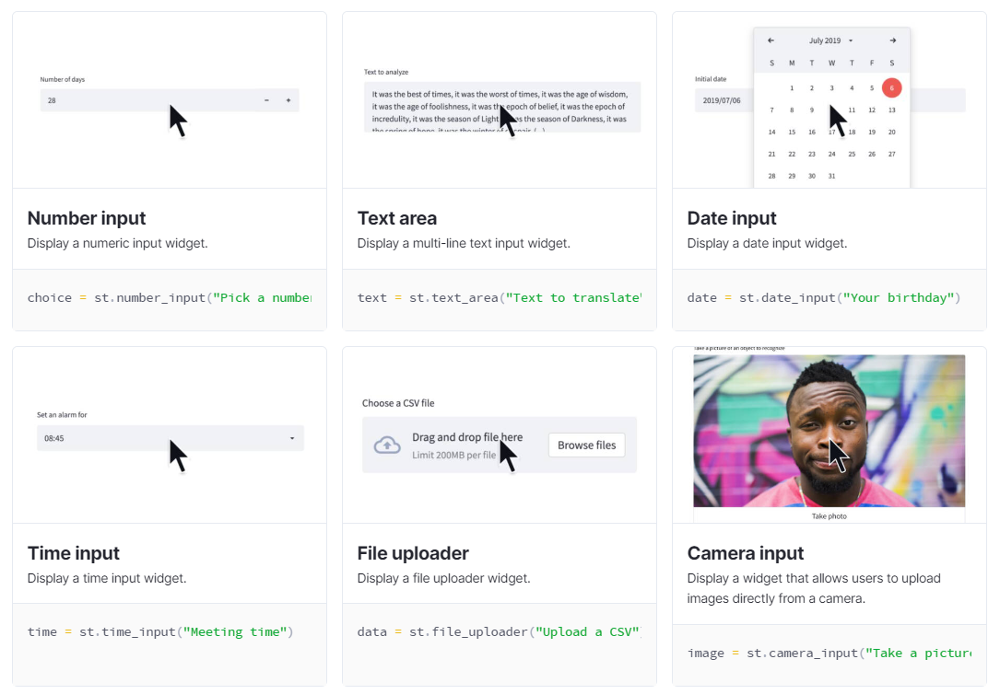 Number of days
28
- +
Number input
Display a numeric input widget.
choice = st.number_input("Pick a number
Text to analyze
It was the best of times, it was the worst of times, it was the age of wisdom,
it was the age of foolishness, it was the epoch of belief, it was the epoch of
incredulity, it was the season of Light, it was the season of Darkness, it was
the spring of hope, it was the winter of despair, (...)
Text area
Display a multi-line text input widget.
text = st.text_area("Text to translate"
July 2019
S M T W T F S
1 2 3 4 5 6
7 8 9 11 12 13
14 15 16 17 18 19 20
21 22 23 24 25 26 27
28 29 30 31
Initial date
2019/07/06
Date input
Display a date input widget.
date = st.date_input("Your birthday")
Set an alarm for
08:45
Time input
Display a time input widget.
time = st.time_input("Meeting time")
Choose a CSV file
Drag and drop file here
Limit 200MB per file
Browse files
File uploader
Display a file uploader widget.
data = st.file_uploader("Upload a CSV")
Take a picture of an object to recognize
Take photo
Camera input
Display a widget that allows users to upload
images directly from a camera.
image = st.camera_input("Take a picture